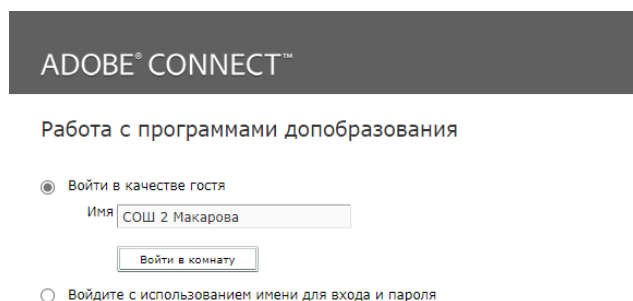 ADOBE® CONNECT™
Работа с программами допобразования
Войти в качестве гостя
Имя СОШ 2 Макарова
Войти в комнату
Войдите с использованием имени для входа и пароля